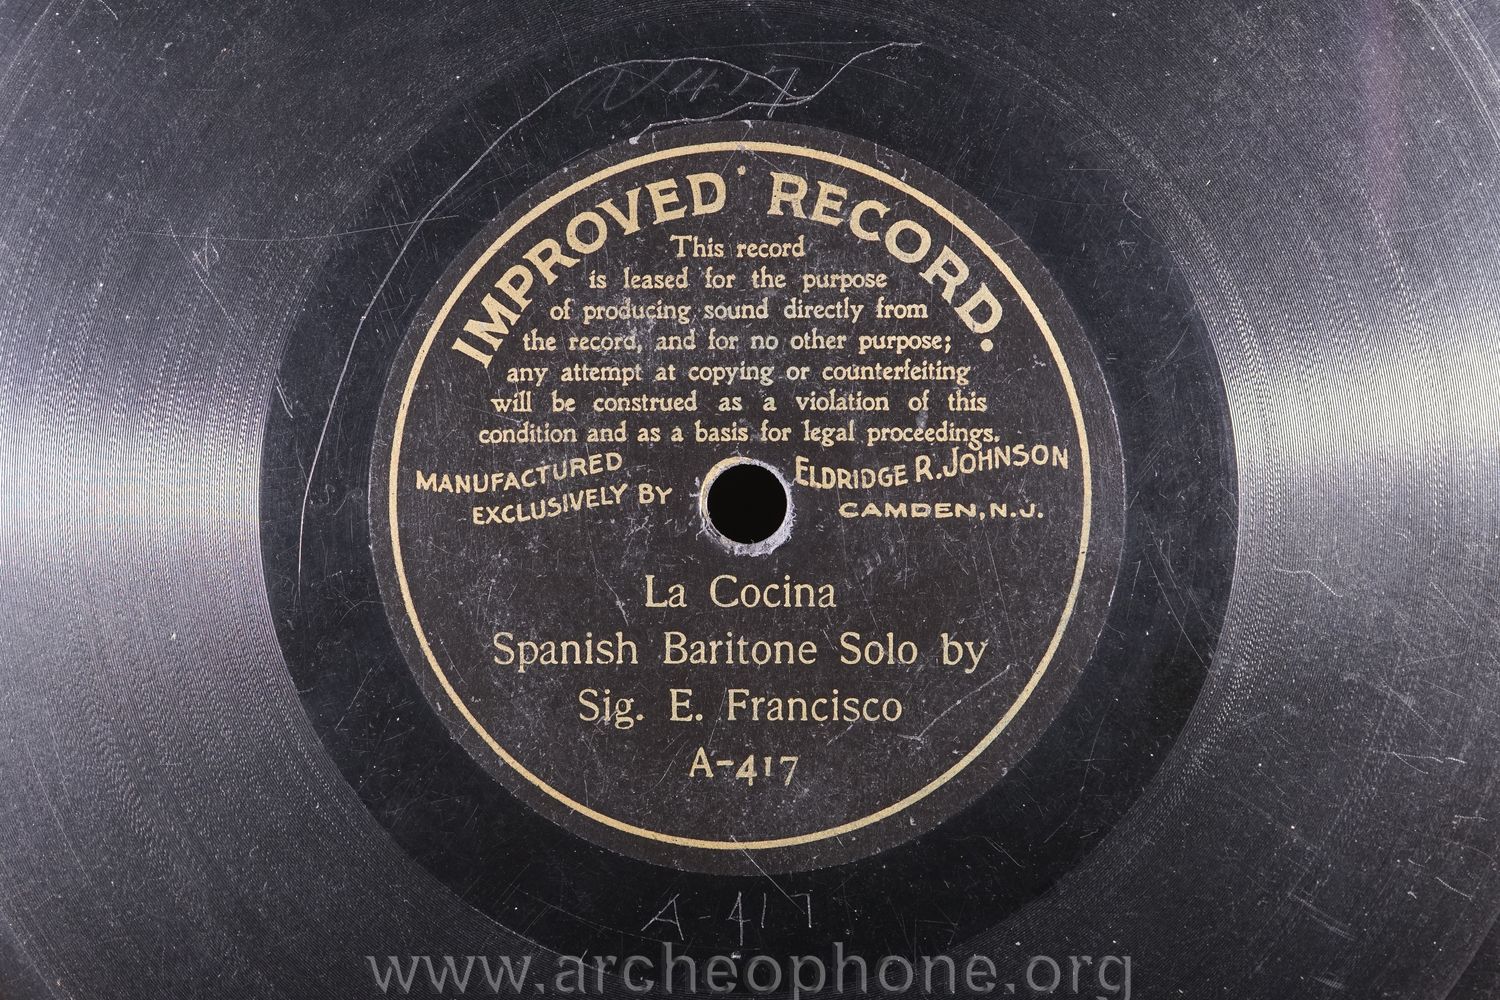 A-417
IMPROVED RECORD.
This record
is leased for the purpose
of producing sound directly from
the record, and for no other purpose;
any attempt at copying or counterfeiting
will be construed as a violation of this
condition and as a basis for legal proceedings.
MANUFACTURED
EXCLUSIVELY BY
ELDRIDGE R. JOHNSON
CAMDEN, N.J.
La Cocina
Spanish Baritone Solo by
Sig. E. Francisco
A-417
A-417
www.archeophone.org